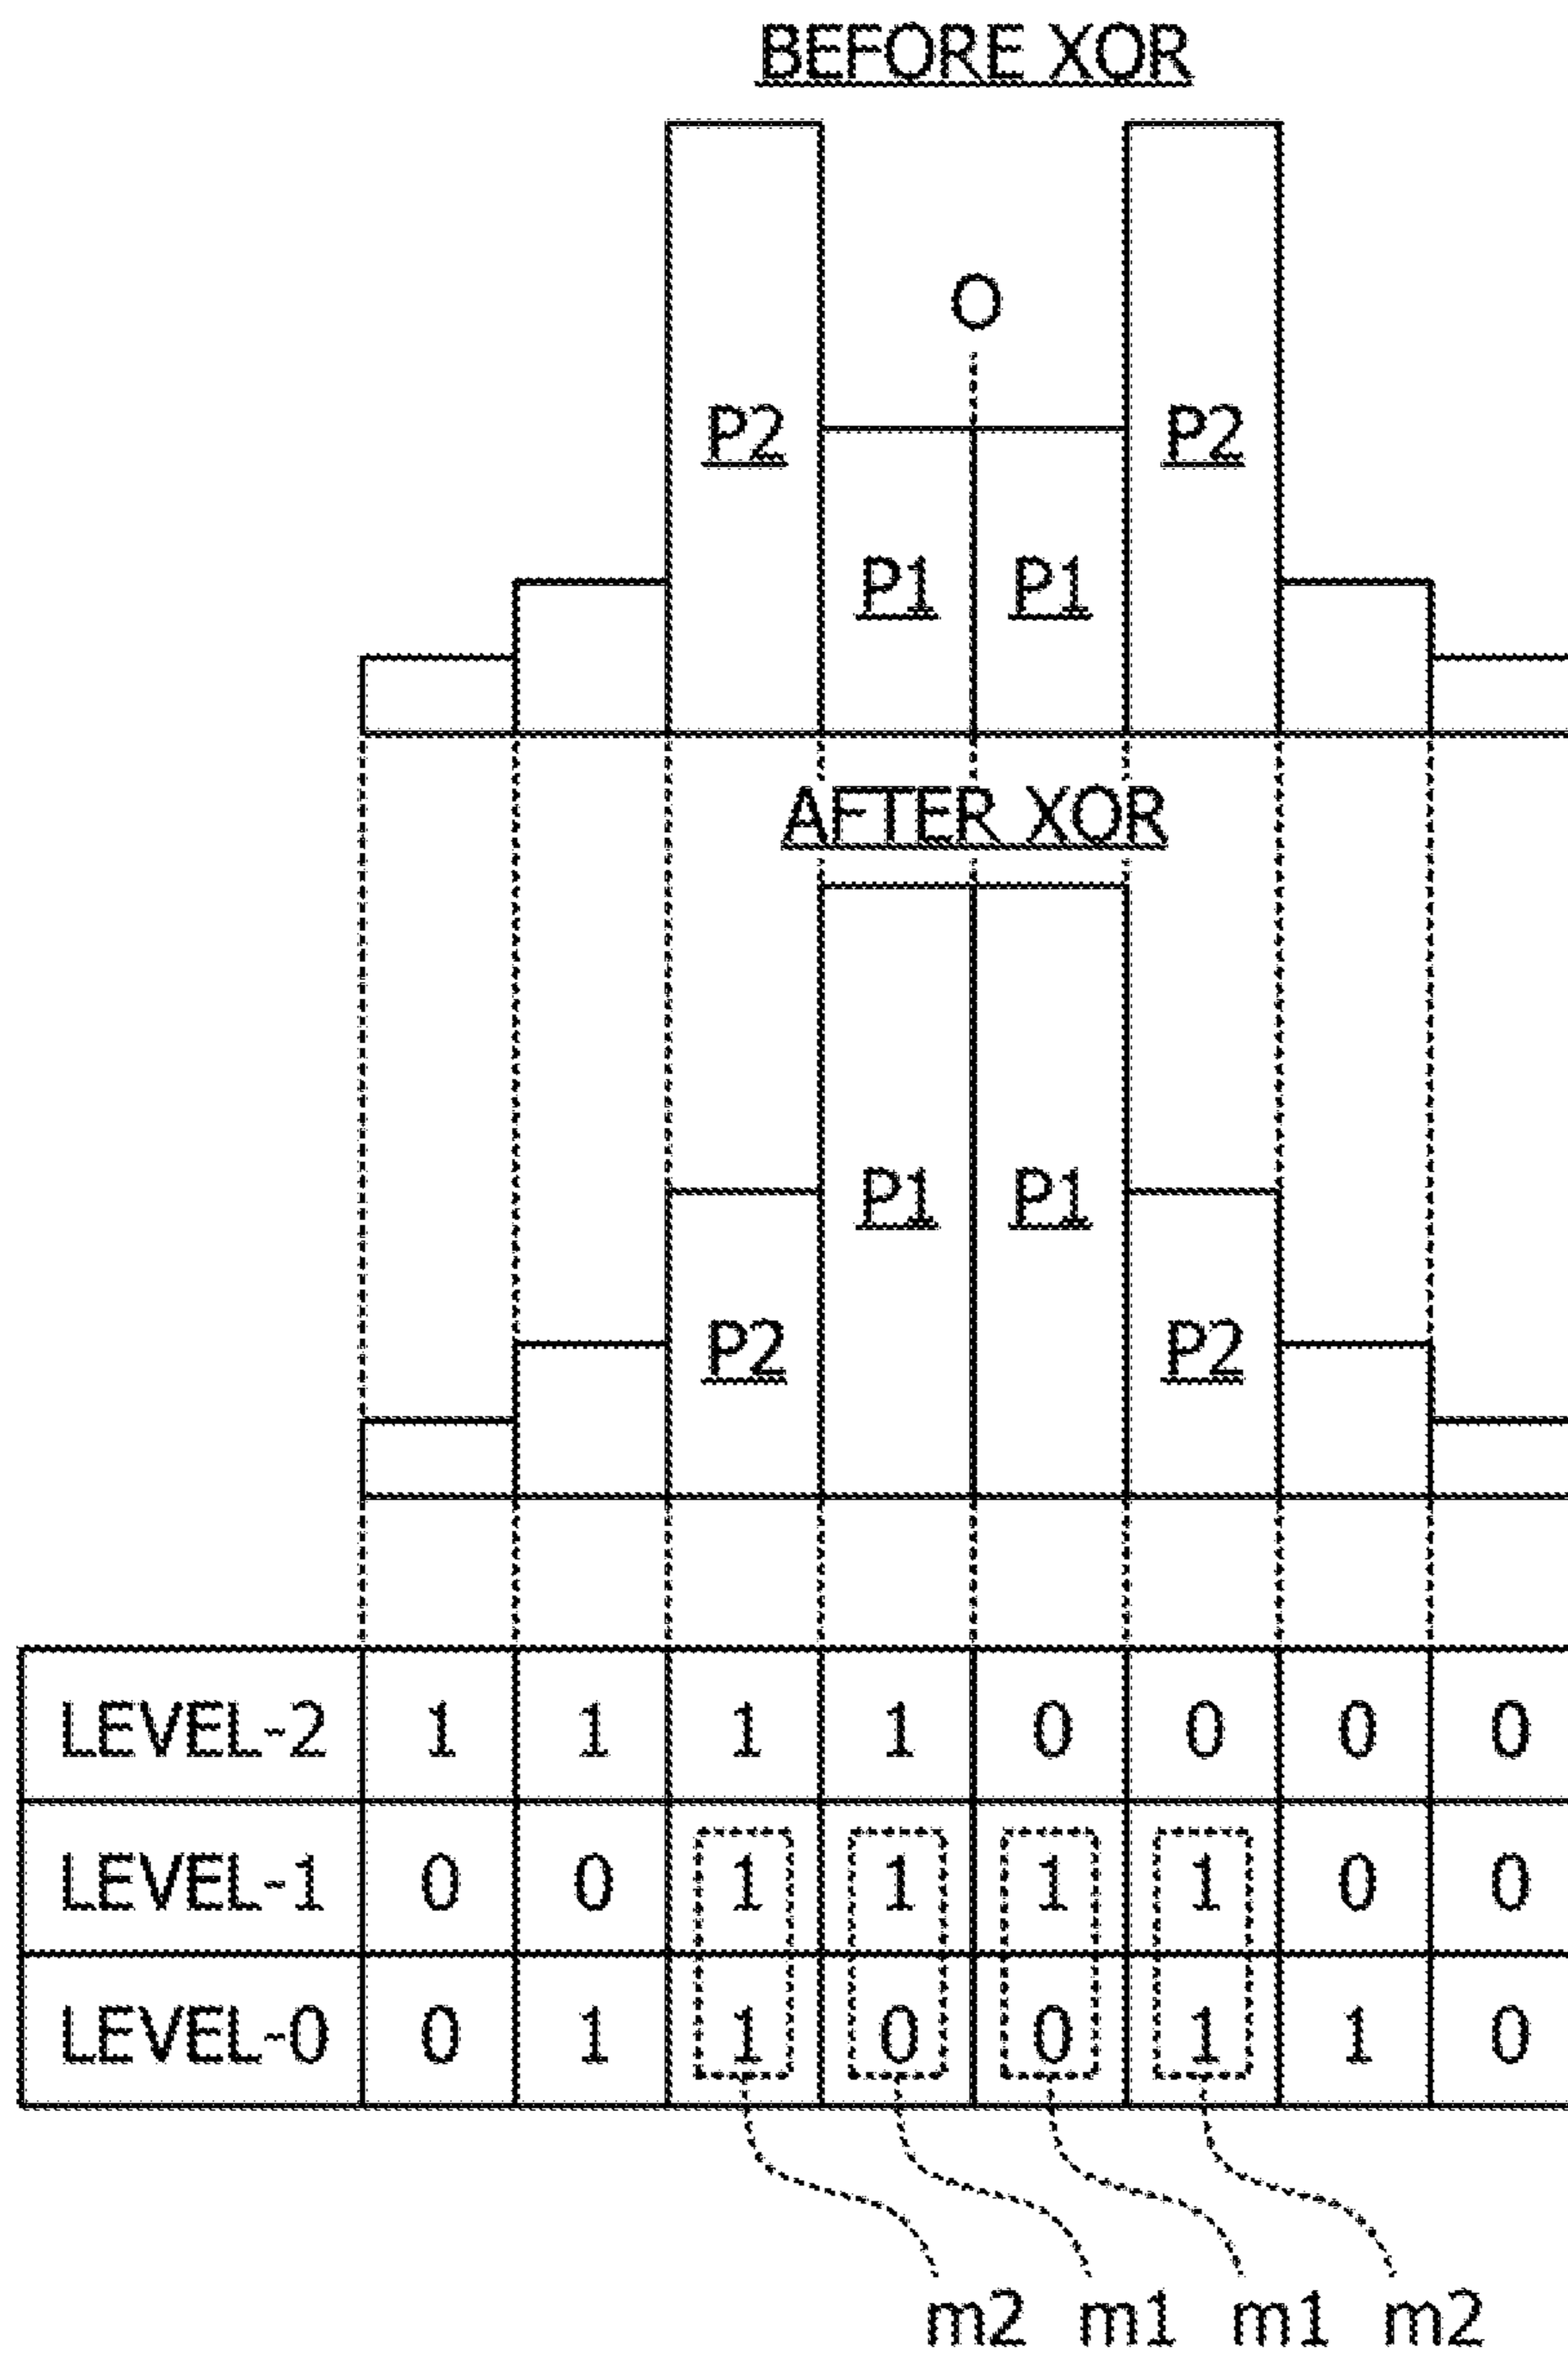 BEFORE XOR
O
P2 P2
P1 P1
AFTER XOR
P1 P1
P2 P2
LEVEL-2 1 1 1 1 0 0 0 0
LEVEL-1 0 0 1 1 1 1 0 0
LEVEL-0 0 1 1 0 0 1 1 0
m2 m1 m1 m2